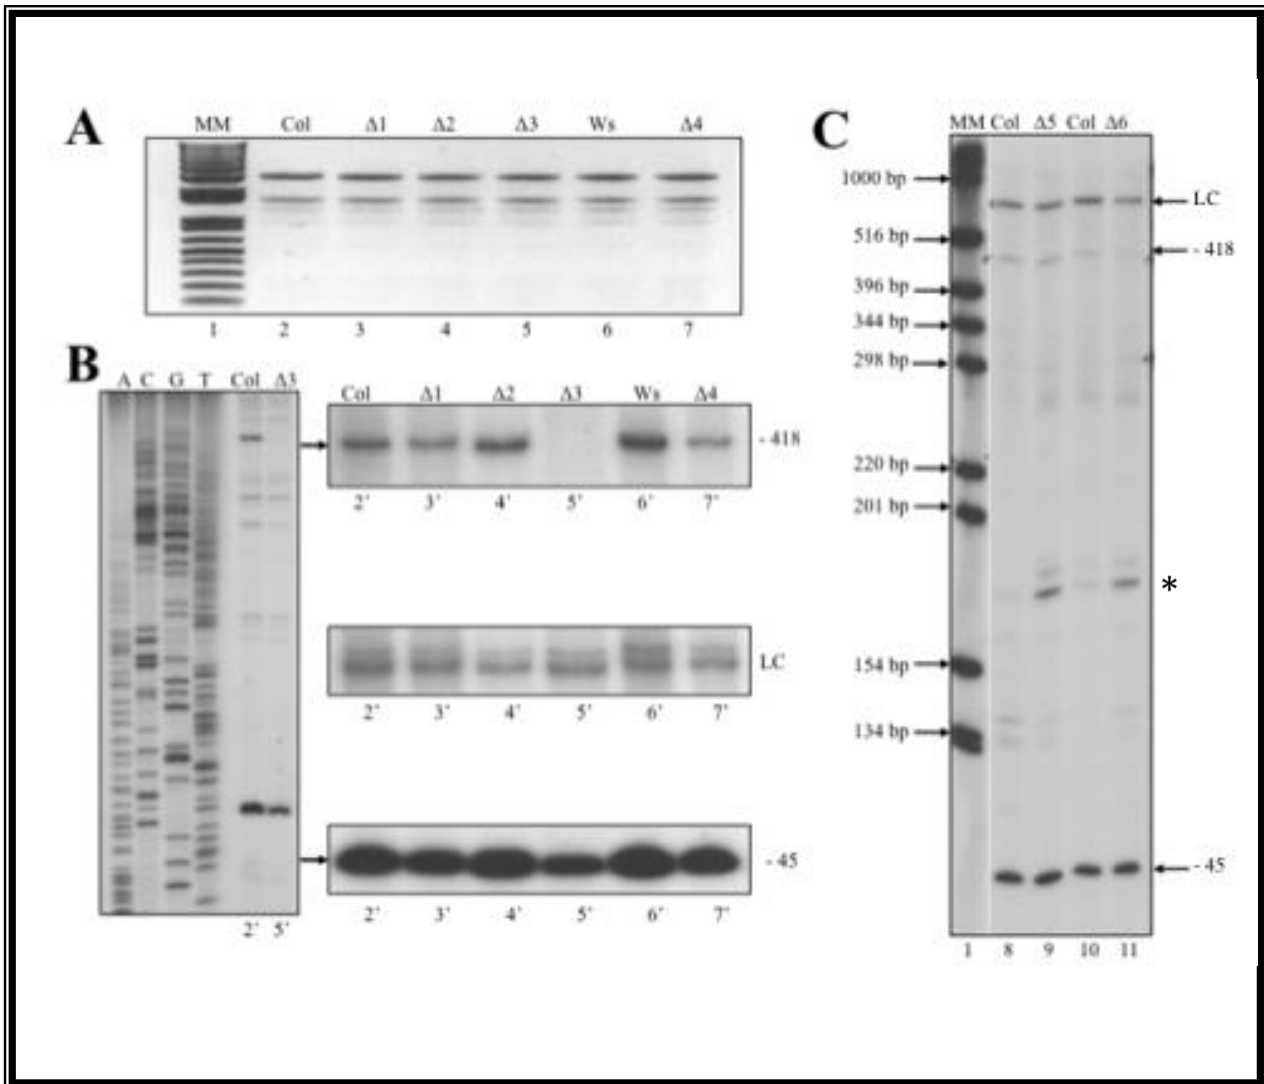 A
MM Col Δ1 Δ2 Δ3 Ws Δ4
1 2 3 4 5 6 7
B
A C G T Col Δ3
2' 5'
Col Δ1 Δ2 Δ3 Ws Δ4
- 418
2' 3' 4' 5' 6' 7'
LC
2' 3' 4' 5' 6' 7'
- 45
2' 3' 4' 5' 6' 7'
C
MM Col Δ5 Col Δ6
1000 bp
LC
516 bp
- 418
396 bp
344 bp
298 bp
220 bp
201 bp
*
154 bp
134 bp
- 45
1 8 9 10 11